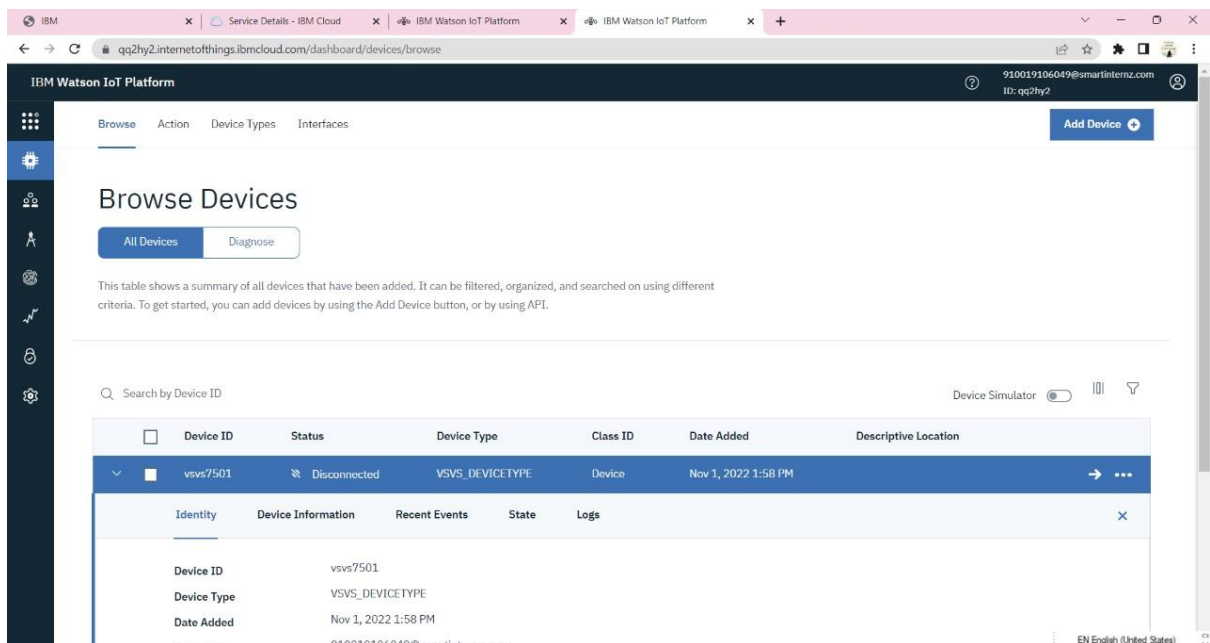 IBM
Service Details - IBM Cloud
IBM Watson IoT Platform
IBM Watson IoT Platform
qq2hy2.internetofthings.ibmcloud.com/dashboard/devices/browse
IBM Watson IoT Platform
910019106049@smartinternz.com
ID: qq2hy2
Browse Action Device Types Interfaces
Add Device
Browse Devices
All Devices Diagnose
This table shows a summary of all devices that have been added. It can be filtered, organized, and searched on using different
criteria. To get started, you can add devices by using the Add Device button, or by using API.
Search by Device ID
Device Simulator
Device ID Status Device Type Class ID Date Added Descriptive Location
vsvs7501 Disconnected VSVS_DEVICETYPE Device Nov 1, 2022 1:58 PM
Identity Device Information Recent Events State Logs
Device ID vsvs7501
Device Type VSVS_DEVICETYPE
Date Added Nov 1, 2022 1:58 PM
EN English (United States)